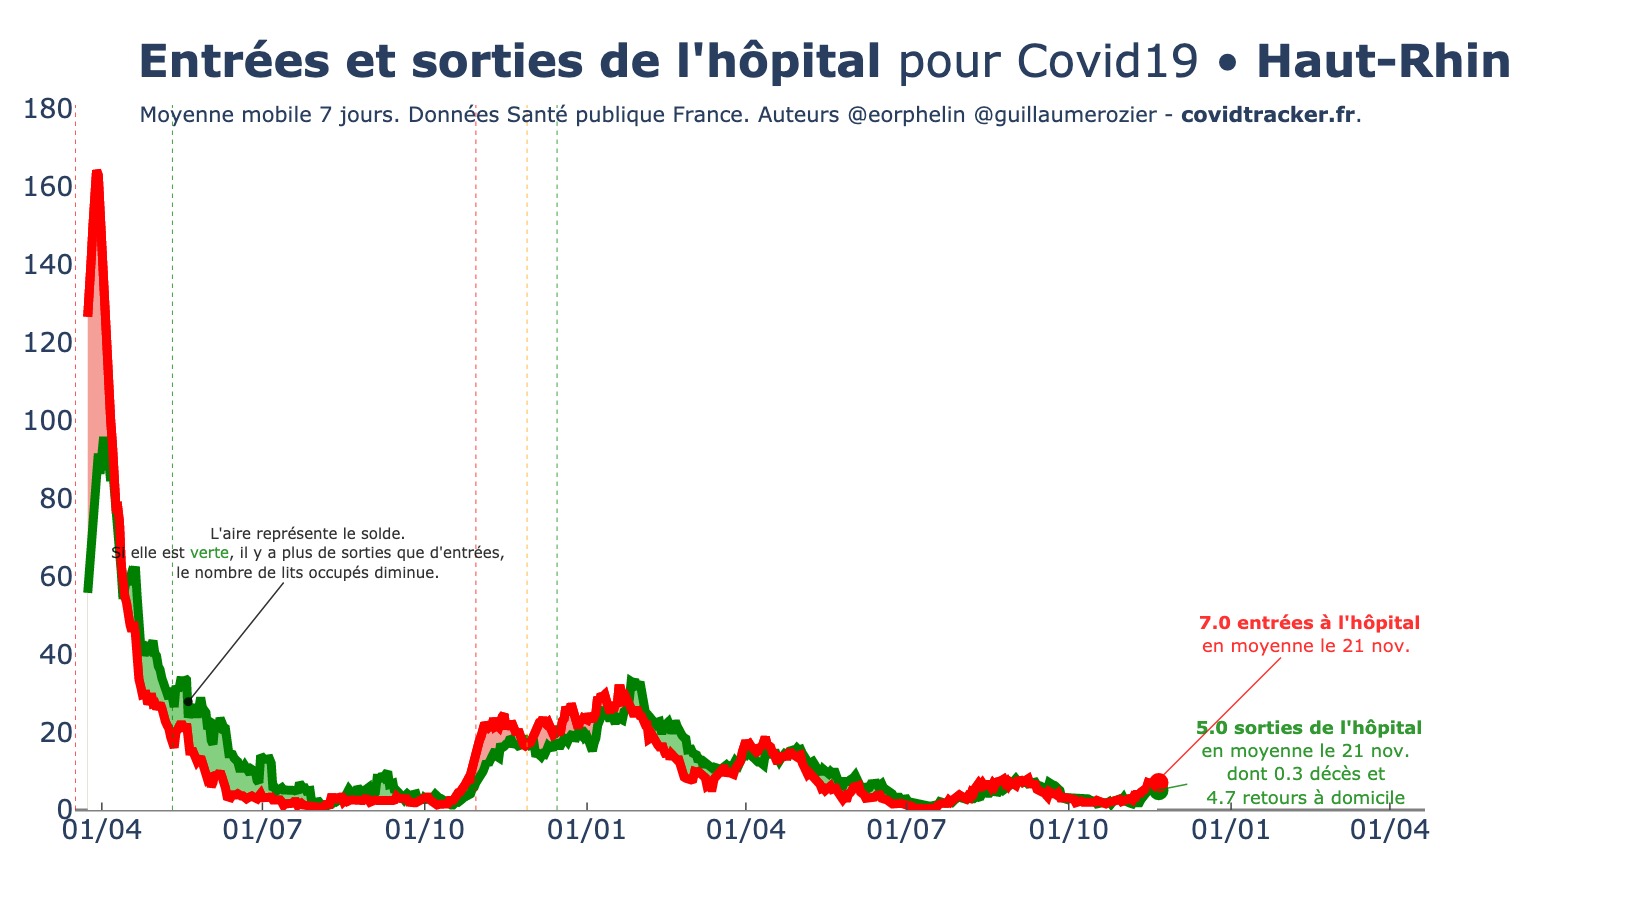 Entrées et sorties de l'hôpital pour Covid19 • Haut-Rhin
Moyenne mobile 7 jours. Données Santé publique France. Auteurs @eorphelin @guillaumerozier - covidtracker.fr.
180
160
140
120
100
80
60
40
20
0
L'aire représente le solde.
Si elle est verte, il y a plus de sorties que d'entrées,
le nombre de lits occupés diminue.
7.0 entrées à l'hôpital
en moyenne le 21 nov.
5.0 sorties de l'hôpital
en moyenne le 21 nov.
dont 0.3 décès et
4.7 retours à domicile
01/04 01/07 01/10 01/01 01/04 01/07 01/10 01/01 01/04